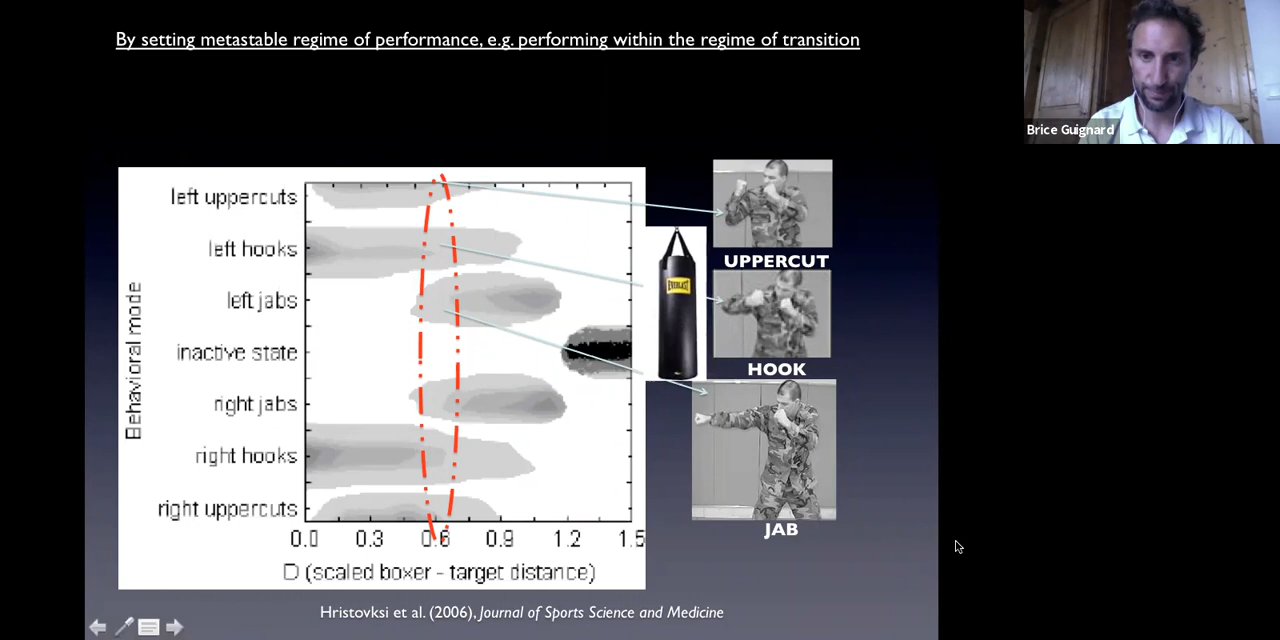 By setting metastable regime of performance, e.g. performing within the regime of transition
Brice Guignard
left uppercuts
left hooks
left jabs
inactive state
right jabs
right hooks
right uppercuts
Behavioral mode
0.0 0.3 0.6 0.9 1.2 1.5
D (scaled boxer - target distance)
EVERLAST
UPPERCUT
HOOK
JAB
Hristovksi et al. (2006), Journal of Sports Science and Medicine